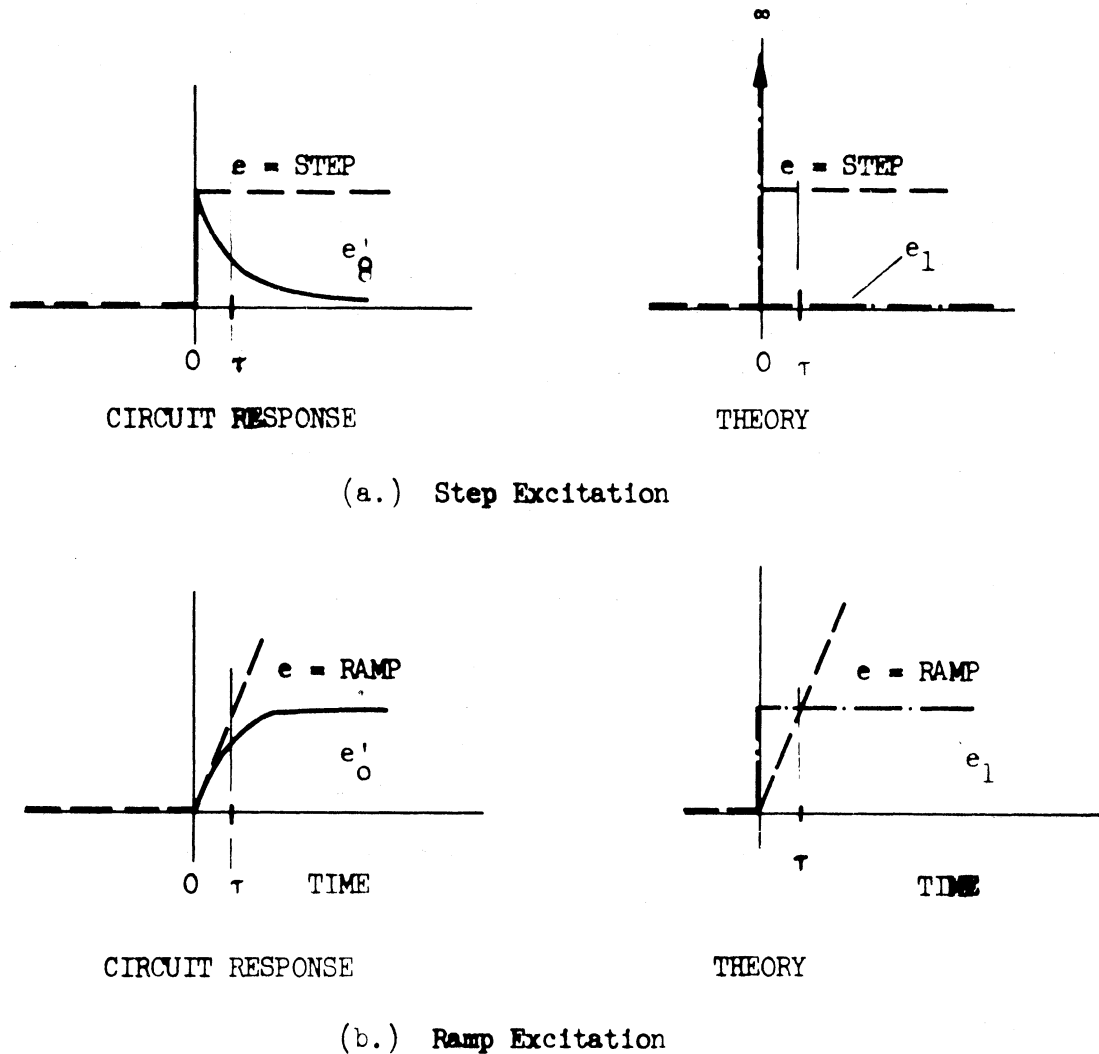 ∞
e = STEP
e = STEP
e'o
e1
0 τ
0 τ
CIRCUIT RESPONSE
THEORY
(a.) Step Excitation
e = RAMP
e = RAMP
e'o
e1
0 τ TIME
τ TIME
CIRCUIT RESPONSE
THEORY
(b.) Ramp Excitation